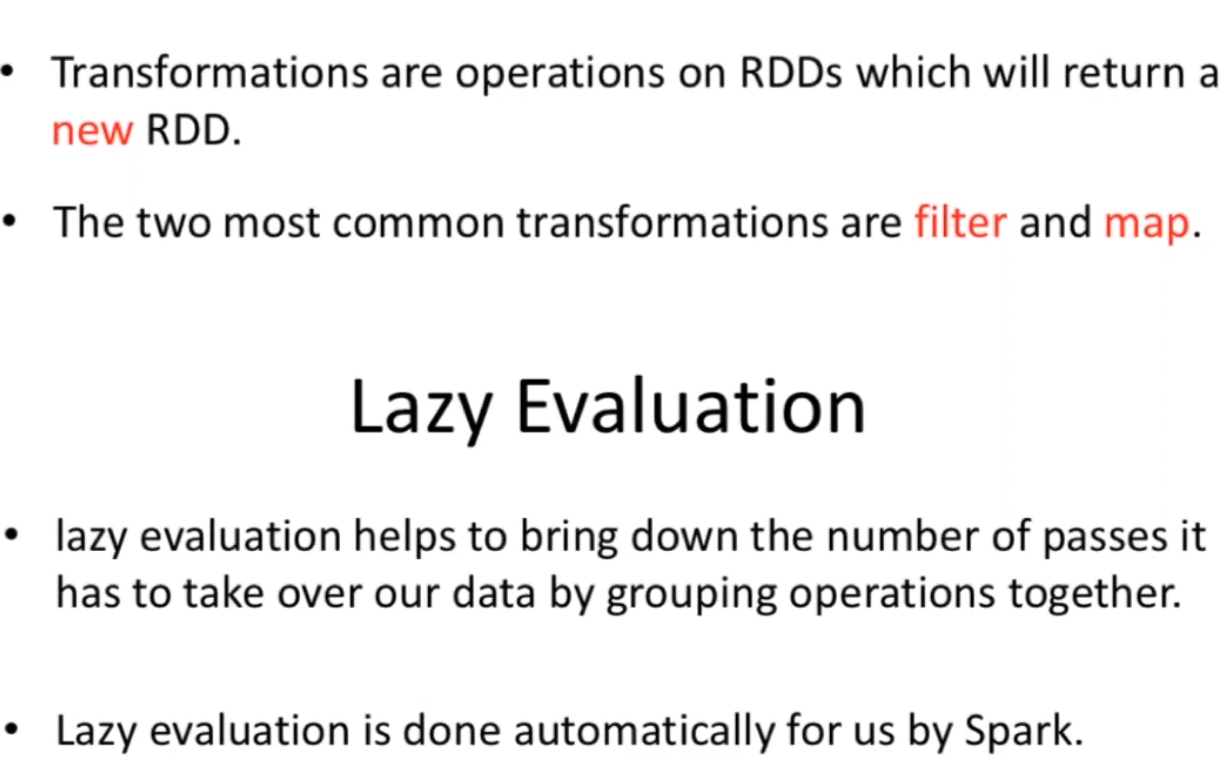 • Transformations are operations on RDDs which will return a
new RDD.
• The two most common transformations are filter and map.
Lazy Evaluation
• lazy evaluation helps to bring down the number of passes it
has to take over our data by grouping operations together.
• Lazy evaluation is done automatically for us by Spark.